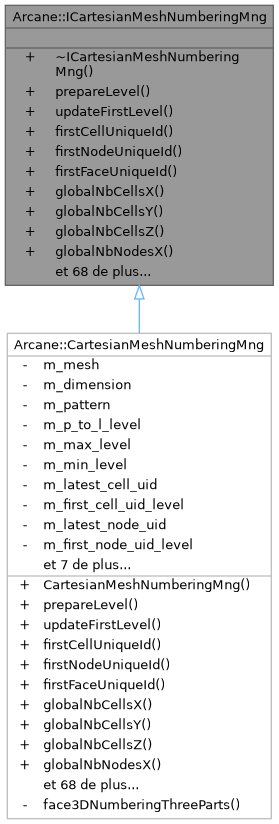 Arcane::ICartesianMeshNumberingMng
+ ~ICartesianMeshNumbering
Mng()
+ prepareLevel()
+ updateFirstLevel()
+ firstCellUniqueId()
+ firstNodeUniqueId()
+ firstFaceUniqueId()
+ globalNbCellsX()
+ globalNbCellsY()
+ globalNbCellsZ()
+ globalNbNodesX()
et 68 de plus...
Arcane::CartesianMeshNumberingMng
- m_mesh
- m_dimension
- m_pattern
- m_p_to_l_level
- m_max_level
- m_min_level
- m_latest_cell_uid
- m_first_cell_uid_level
- m_latest_node_uid
- m_first_node_uid_level
et 7 de plus...
+ CartesianMeshNumberingMng()
+ prepareLevel()
+ updateFirstLevel()
+ firstCellUniqueId()
+ firstNodeUniqueId()
+ firstFaceUniqueId()
+ globalNbCellsX()
+ globalNbCellsY()
+ globalNbCellsZ()
+ globalNbNodesX()
et 68 de plus...
- face3DNumberingThreeParts()